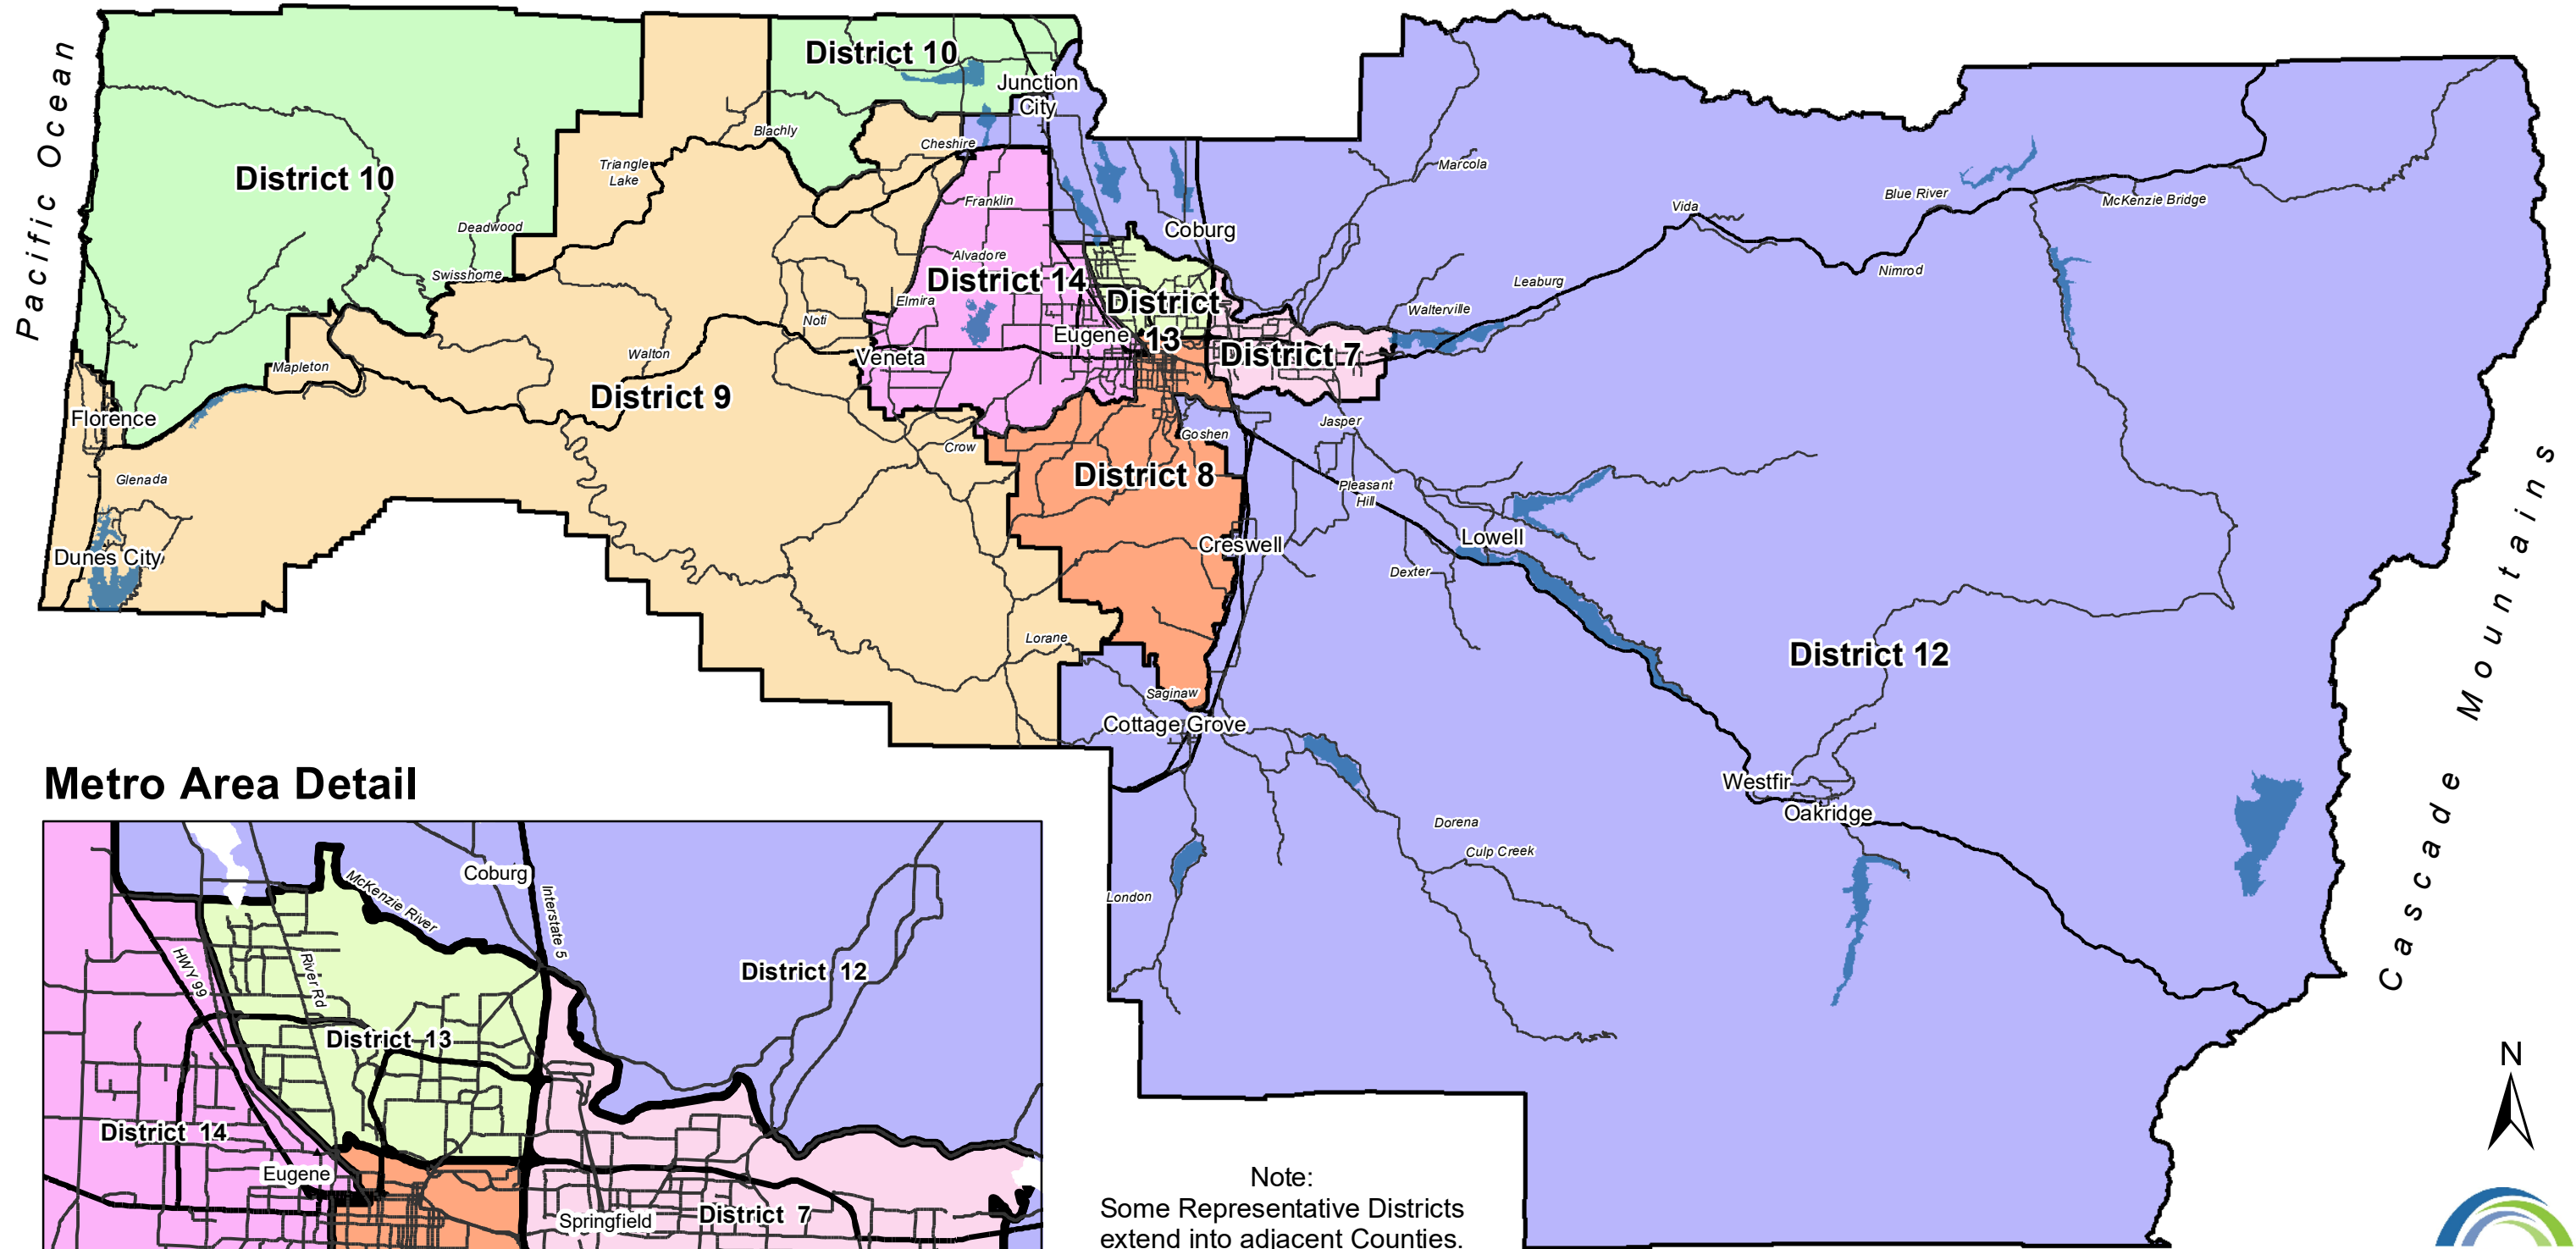 Pacific Ocean
District 10
District 10
Junction
City
Blachly
Cheshire
Triangle
Lake
Marcola
Franklin
Blue River
McKenzie Bridge
Vida
Deadwood
Coburg
Alvadore
Swisshome
District 14
Nimrod
Leaburg
Elmira
District
13
Walterville
Noti
Eugene
Walton
Veneta
District 7
Mapleton
District 9
Florence
Jasper
Goshen
Crow
District 8
Glenada
Pleasant
Hill
Lowell
Creswell
Dunes City
Dexter
Lorane
District 12
Saginaw
Cottage Grove
Westfir
Oakridge
Dorena
Culp Creek
London
Cascade Mountains
Metro Area Detail
Coburg
McKenzie River
Interstate 5
HWY 99
River Rd
District 12
District 13
District 14
Eugene
Springfield
District 7
N
Note:
Some Representative Districts
extend into adjacent Counties.